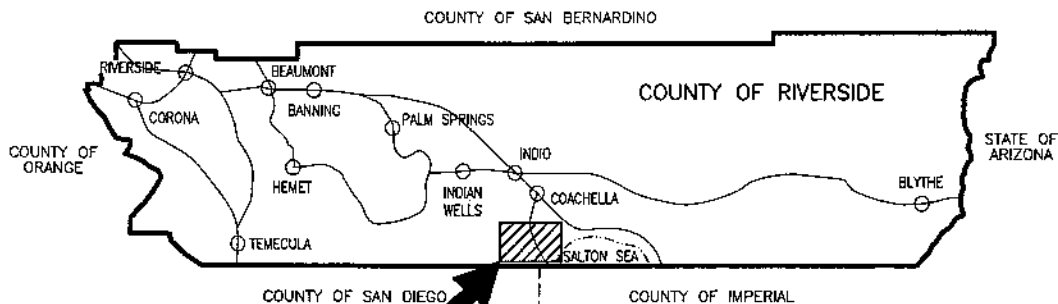 COUNTY OF SAN BERNARDINO
RIVERSIDE
BEAUMONT
CORONA
BANNING
PALM SPRINGS
COUNTY OF RIVERSIDE
COUNTY OF
ORANGE
STATE OF
ARIZONA
HEMET
INDIO
INDIAN
WELLS
COACHELLA
BLYTHE
TEMECULA
SALTON SEA
COUNTY OF SAN DIEGO
COUNTY OF IMPERIAL